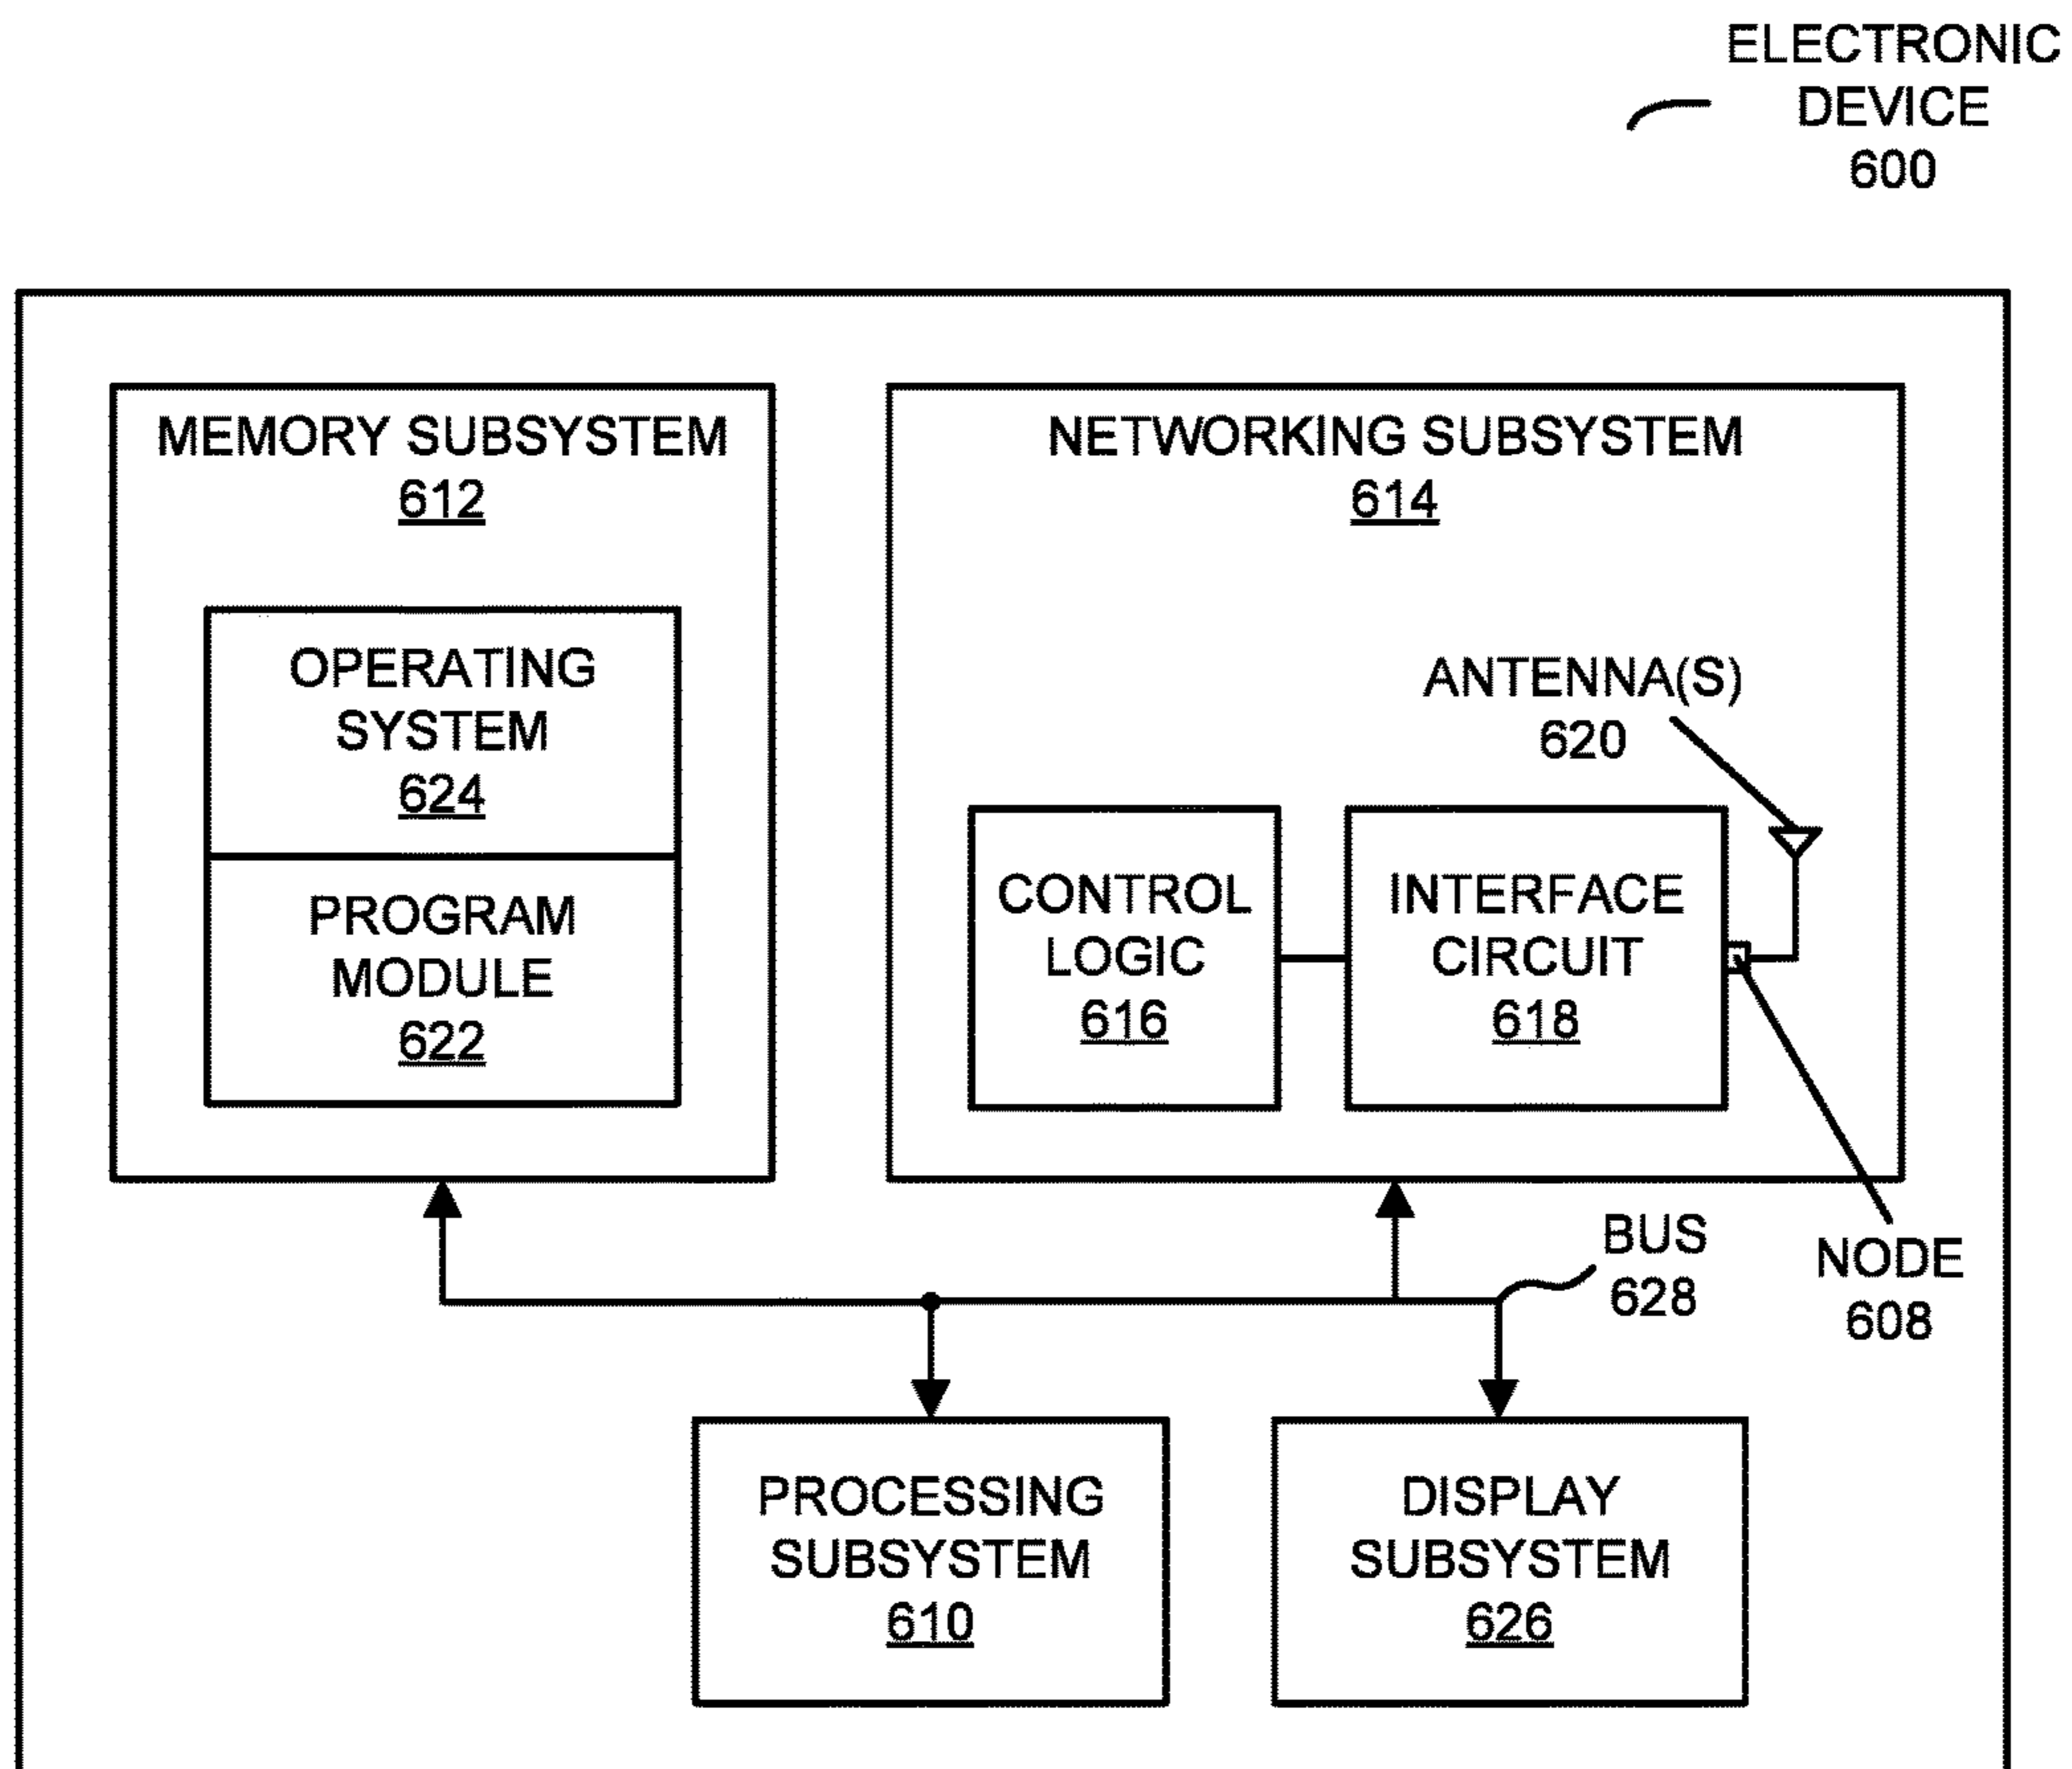 ELECTRONIC
DEVICE
600
MEMORY SUBSYSTEM
612
OPERATING
SYSTEM
624
PROGRAM
MODULE
622
NETWORKING SUBSYSTEM
614
ANTENNA(S)
620
CONTROL
LOGIC
616
INTERFACE
CIRCUIT
618
BUS
628
NODE
608
PROCESSING
SUBSYSTEM
610
DISPLAY
SUBSYSTEM
626